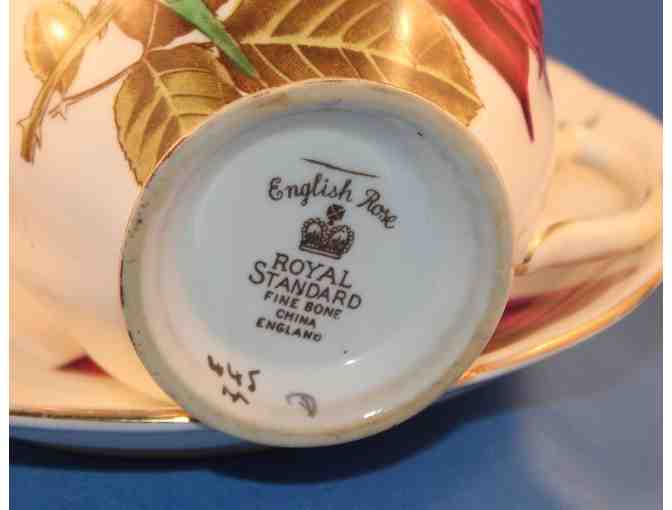 English Rose
ROYAL
STANDARD
FINE BONE
CHINA
ENGLAND
445